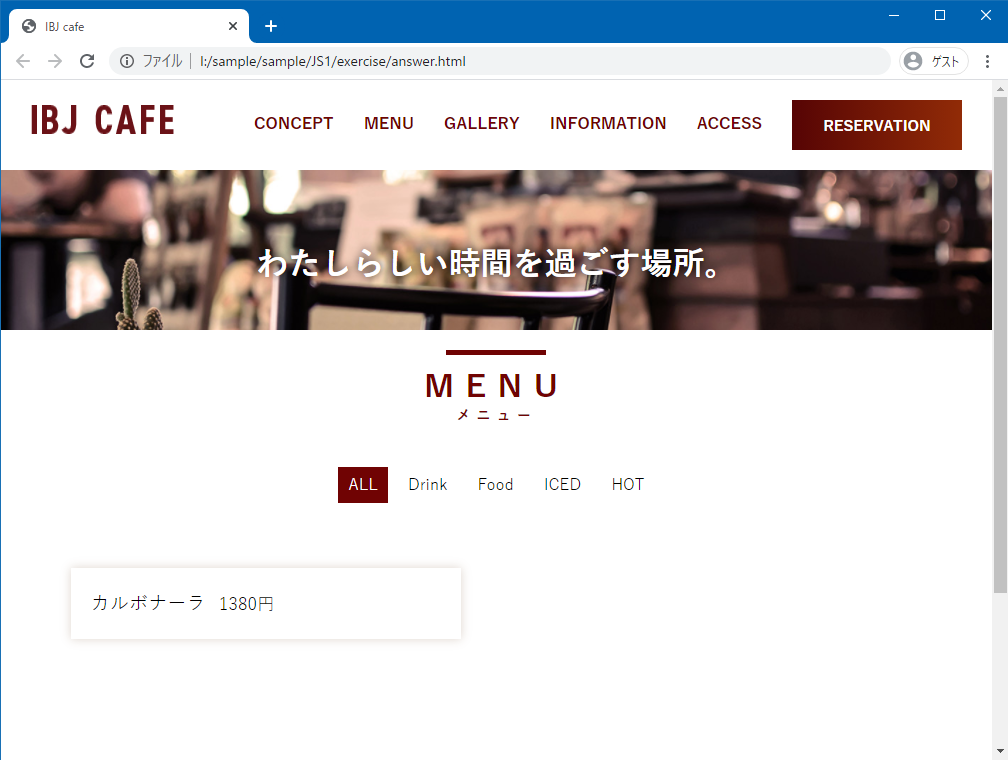 IBJ cafe
ファイル | I:/sample/sample/JS1/exercise/answer.html ゲスト
IBJ CAFE CONCEPT MENU GALLERY INFORMATION ACCESS RESERVATION
わたしらしい時間を過ごす場所。
MENU
メニュー
ALL Drink Food ICED HOT
カルボナーラ 1380円